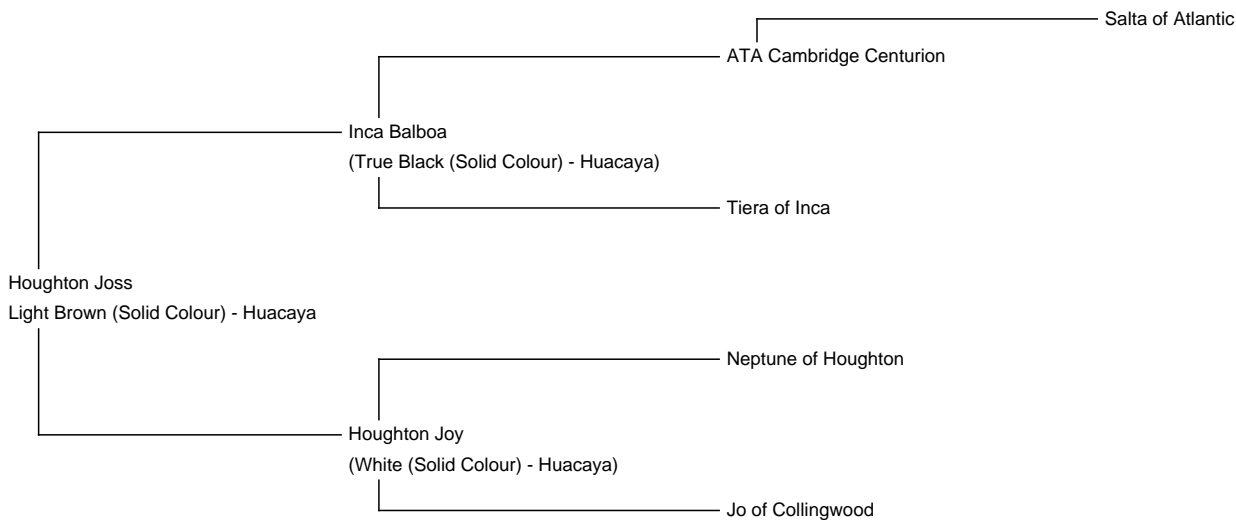 Salta of Atlantic
ATA Cambridge Centurion
Inca Balboa
(True Black (Solid Colour) - Huacaya)
Tiera of Inca
Houghton Joss
Light Brown (Solid Colour) - Huacaya
Neptune of Houghton
Houghton Joy
(White (Solid Colour) - Huacaya)
Jo of Collingwood